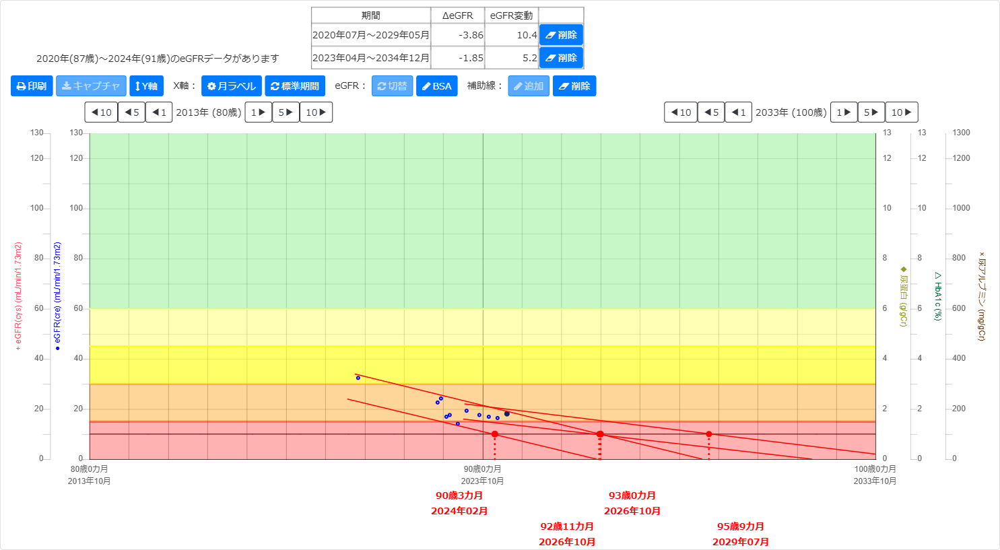 期間 ΔeGFR eGFR変動
2020年07月～2029年05月 -3.86 10.4 削除
2023年04月～2034年12月 -1.85 5.2 削除
2020年(87歳)～2024年(91歳)のeGFRデータがあります
印刷 キャプチャ Y軸 X軸： 月ラベル 標準期間 eGFR： 切替 BSA 補助線： 追加 削除
◀10 ◀5 ◀1 2013年 (80歳) 1▶ 5▶ 10▶
◀10 ◀5 ◀1 2033年 (100歳) 1▶ 5▶ 10▶
+ eGFR(cys) (mL/min/1.73m2)
130
120
100
80
60
40
20
0
● eGFR(cre) (mL/min/1.73m2)
130
120
100
80
60
40
20
0
13
12
10
8
6
4
2
0
◆ 尿蛋白 (g/gCr)
13
12
10
8
6
4
2
0
△ HbA1c (%)
1300
1200
1000
800
600
400
200
0
× 尿アルブミン (mg/gCr)
80歳0カ月
2013年10月
90歳0カ月
2023年10月
100歳0カ月
2033年10月
90歳3カ月
2024年02月
93歳0カ月
2026年10月
92歳11カ月
2026年10月
95歳9カ月
2029年07月